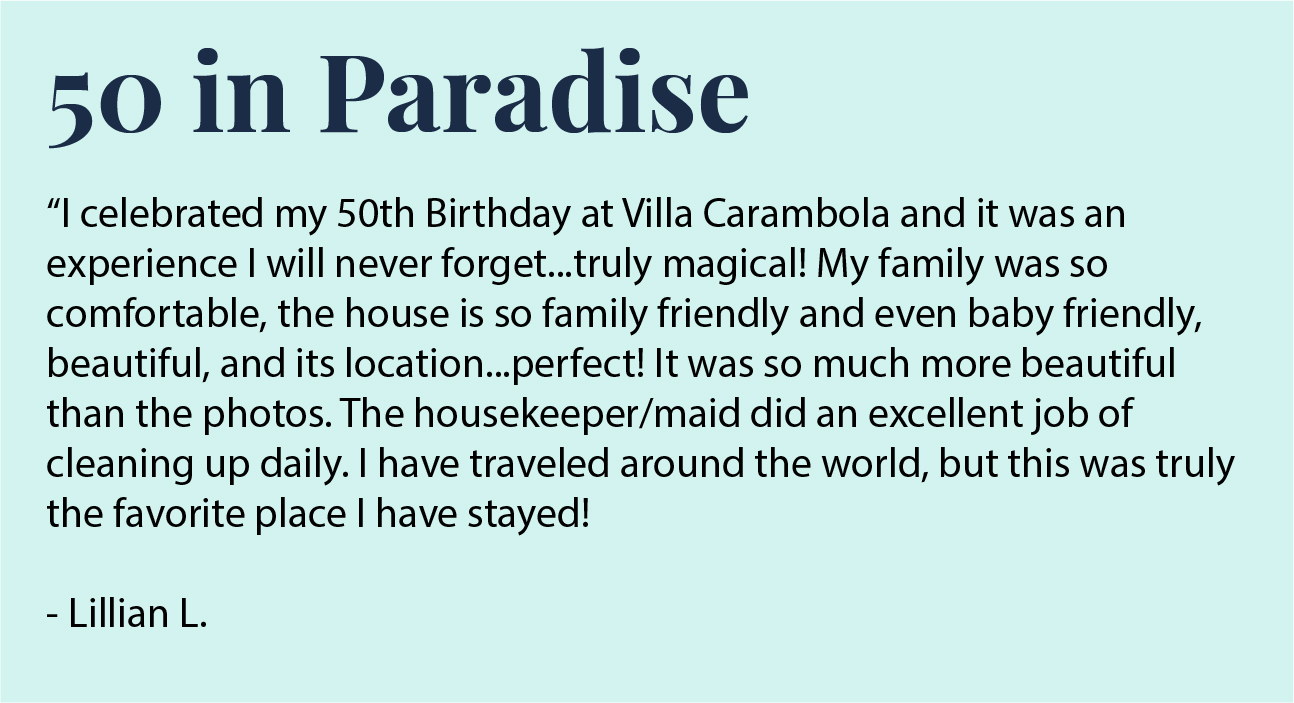 50 in Paradise
“I celebrated my 50th Birthday at Villa Carambola and it was an
experience I will never forget...truly magical! My family was so
comfortable, the house is so family friendly and even baby friendly,
beautiful, and its location...perfect! It was so much more beautiful
than the photos. The housekeeper/maid did an excellent job of
cleaning up daily. I have traveled around the world, but this was truly
the favorite place I have stayed!
- Lillian L.